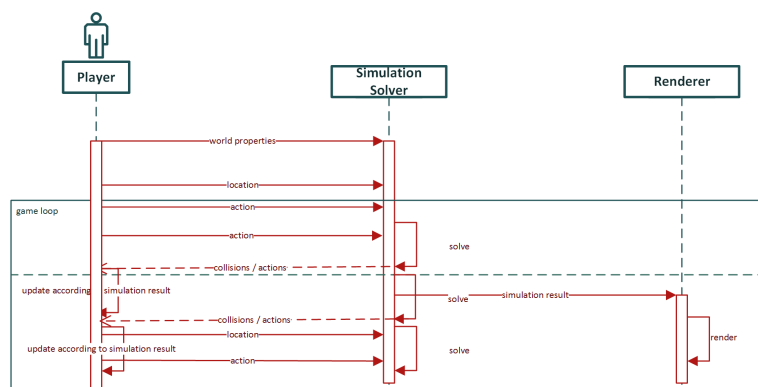 Player
Simulation
Solver
Renderer
world properties
location
game loop
action
action
solve
collisions / actions
update according simulation result
solve
simulation result
collisions / actions
location
render
update according to simulation result
solve
action